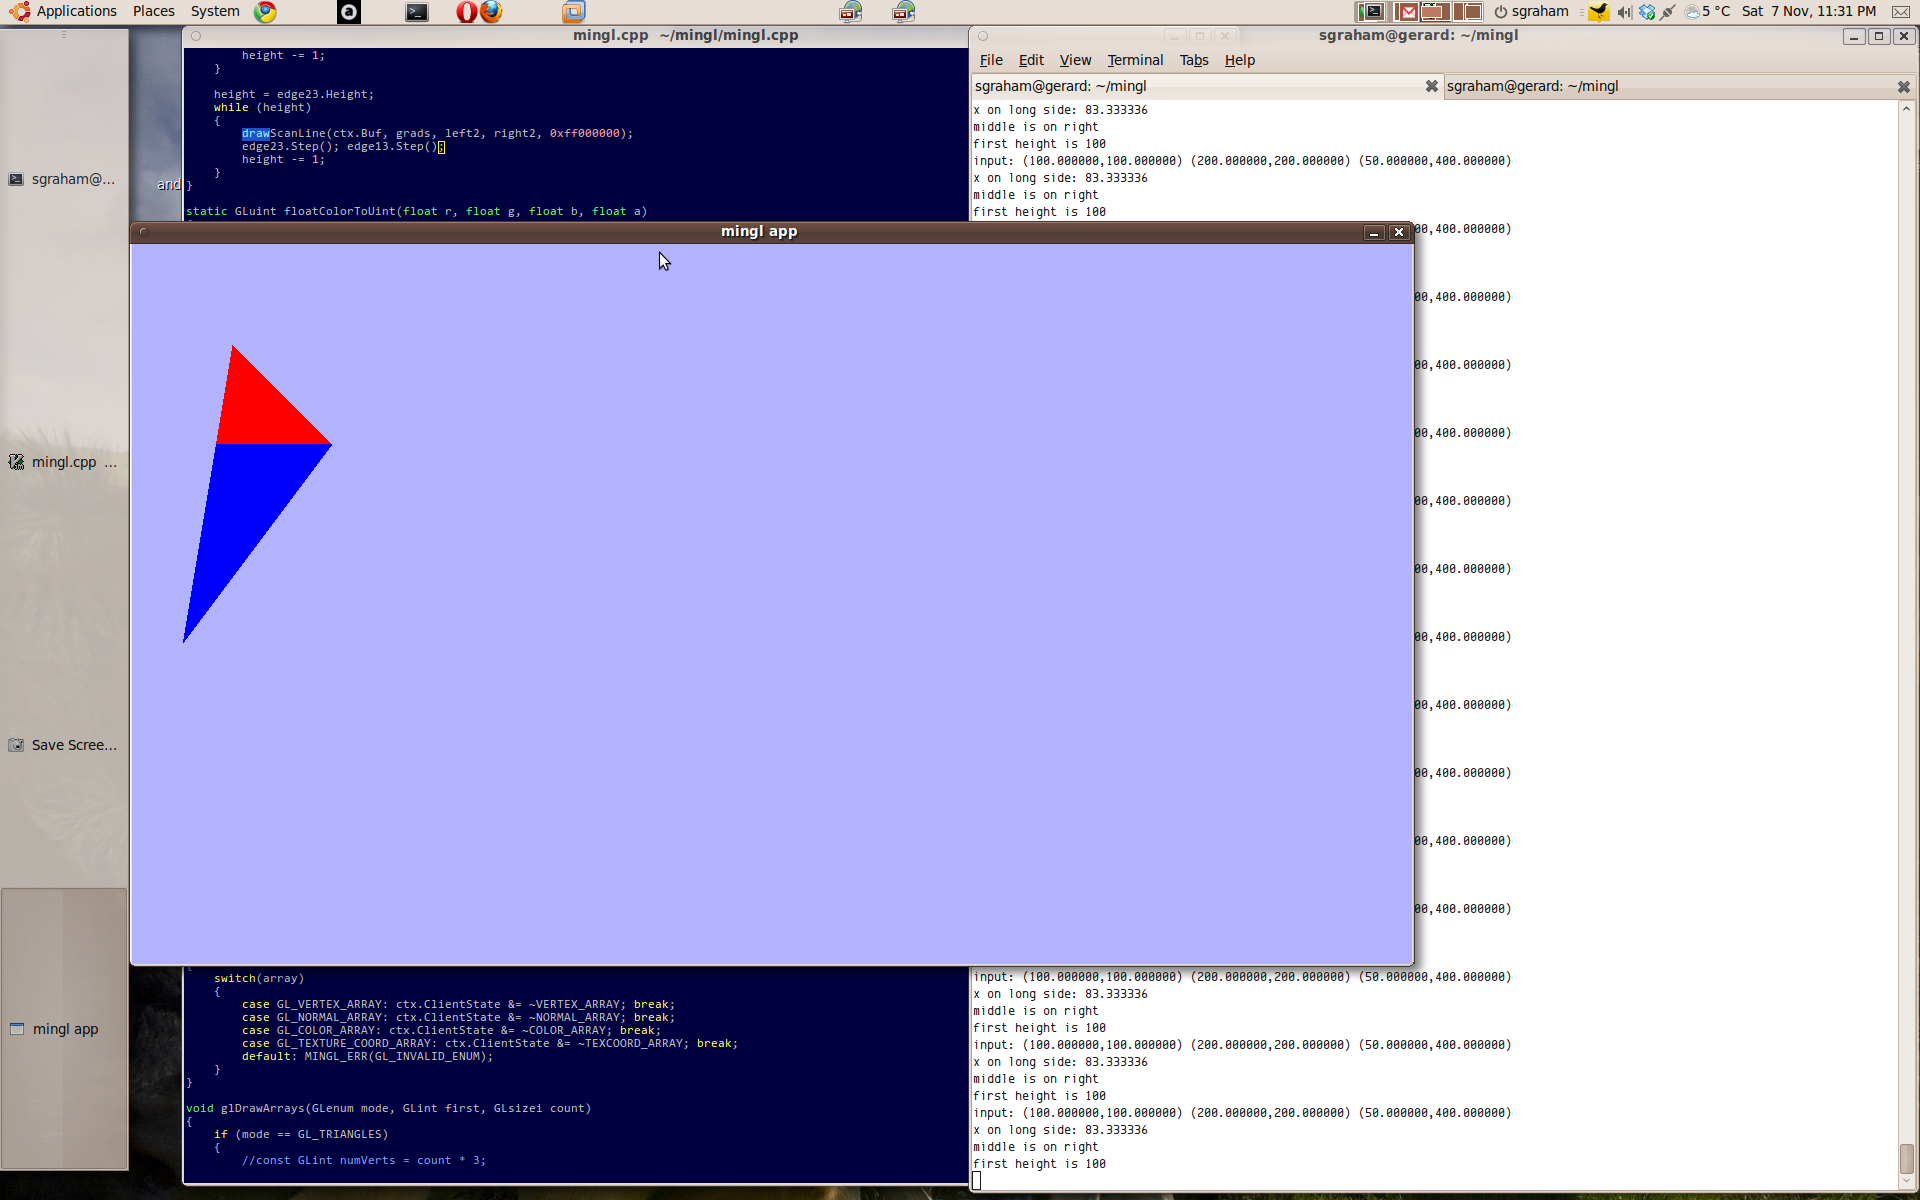 Applications Places System
a
sgraham
5 °C Sat 7 Nov, 11:31 PM
sgraham@...
mingl.cpp ...
Save Scree...
mingl app
and
mingl.cpp ~/mingl/mingl.cpp
height -= 1;
}
height = edge23.Height;
while (height)
{
drawScanLine(ctx.Buf, grads, left2, right2, 0xff000000);
edge23.Step(); edge13.Step();
height -= 1;
}
}
static GLuint floatColorToUint(float r, float g, float b, float a)
mingl app
{
switch(array)
{
case GL_VERTEX_ARRAY: ctx.ClientState &= ~VERTEX_ARRAY; break;
case GL_NORMAL_ARRAY: ctx.ClientState &= ~NORMAL_ARRAY; break;
case GL_COLOR_ARRAY: ctx.ClientState &= ~COLOR_ARRAY; break;
case GL_TEXTURE_COORD_ARRAY: ctx.ClientState &= ~TEXCOORD_ARRAY; break;
default: MINGL_ERR(GL_INVALID_ENUM);
}
}
void glDrawArrays(GLenum mode, GLint first, GLsizei count)
{
if (mode == GL_TRIANGLES)
{
//const GLint numVerts = count * 3;
sgraham@gerard: ~/mingl
File Edit View Terminal Tabs Help
sgraham@gerard: ~/mingl sgraham@gerard: ~/mingl
x on long side: 83.333336
middle is on right
first height is 100
input: (100.000000,100.000000) (200.000000,200.000000) (50.000000,400.000000)
x on long side: 83.333336
middle is on right
first height is 100
00,400.000000)
00,400.000000)
00,400.000000)
00,400.000000)
00,400.000000)
00,400.000000)
00,400.000000)
00,400.000000)
00,400.000000)
00,400.000000)
00,400.000000)
input: (100.000000,100.000000) (200.000000,200.000000) (50.000000,400.000000)
x on long side: 83.333336
middle is on right
first height is 100
input: (100.000000,100.000000) (200.000000,200.000000) (50.000000,400.000000)
x on long side: 83.333336
middle is on right
first height is 100
input: (100.000000,100.000000) (200.000000,200.000000) (50.000000,400.000000)
x on long side: 83.333336
middle is on right
first height is 100